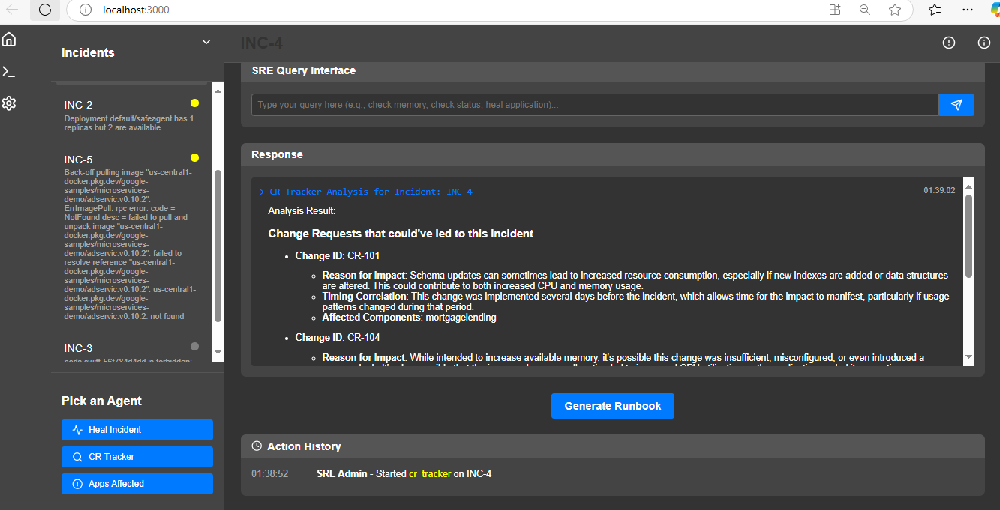 localhost:3000
Incidents
INC-2
Deployment default/safeagent has 1
replicas but 2 are available.
INC-5
Back-off pulling image "us-central1-
docker.pkg.dev/google-
samples/microservices-
demo/adservic:v0.10.2":
ErrImagePull: rpc error: code =
NotFound desc = failed to pull and
unpack image "us-central1-
docker.pkg.dev/google-
samples/microservices-
demo/adservic:v0.10.2": failed to
resolve reference "us-central1-
docker.pkg.dev/google-
samples/microservices-
demo/adservic:v0.10.2": us-central1-
docker.pkg.dev/google-
samples/microservices-
demo/adservic:v0.10.2: not found
INC-3
Pick an Agent
Heal Incident
CR Tracker
Apps Affected
INC-4
SRE Query Interface
Type your query here (e.g., check memory, check status, heal application)...
Response
> CR Tracker Analysis for Incident: INC-4
01:39:02
Analysis Result:
Change Requests that could've led to this incident
• Change ID: CR-101
Reason for Impact: Schema updates can sometimes lead to increased resource consumption, especially if new indexes are added or data structures
are altered. This could contribute to both increased CPU and memory usage.
Timing Correlation: This change was implemented several days before the incident, which allows time for the impact to manifest, particularly if usage
patterns changed during that period.
Affected Components: mortgagelending
• Change ID: CR-104
Reason for Impact: While intended to increase available memory, it's possible this change was insufficient, misconfigured, or even introduced a
Generate Runbook
Action History
01:38:52 SRE Admin - Started cr_tracker on INC-4